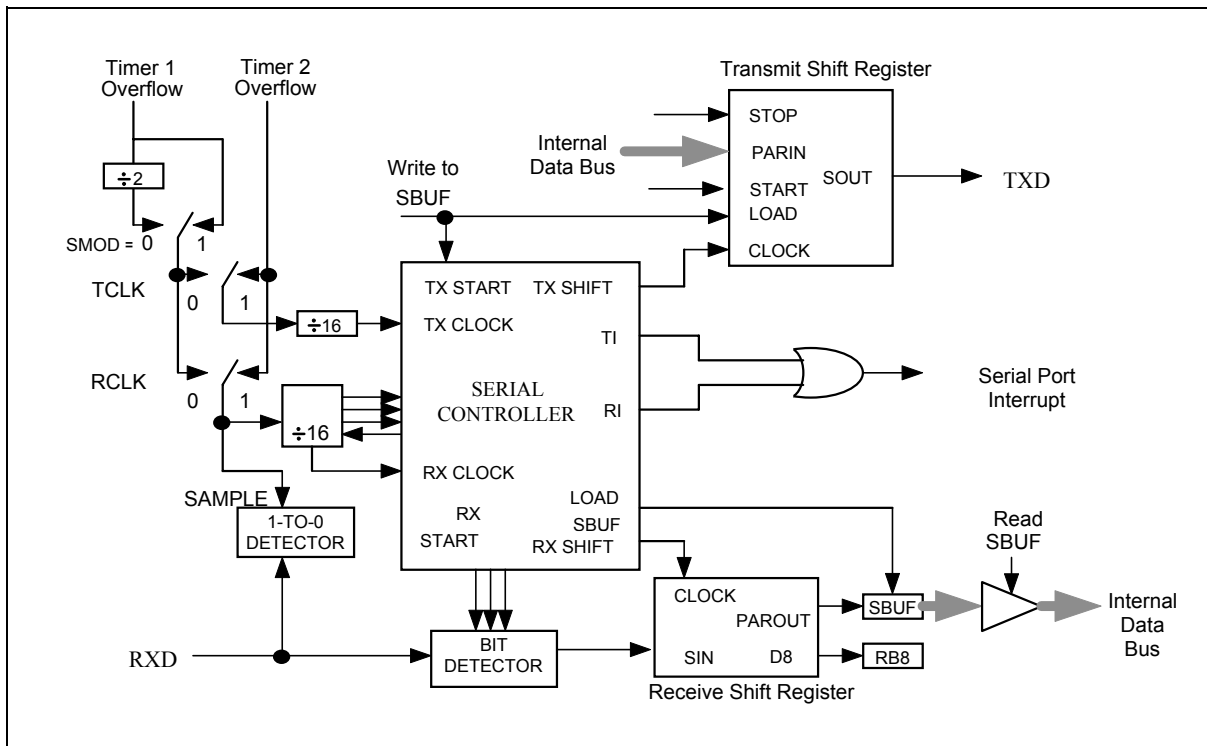 Timer 1
Overflow
Timer 2
Overflow
÷2
SMOD = 0
1
TCLK
0
1
÷16
RCLK
0
1
÷16
SAMPLE
1-TO-0
DETECTOR
RXD
Write to
SBUF
TX START
TX SHIFT
TX CLOCK
TI
SERIAL
CONTROLLER
RI
RX CLOCK
LOAD
SBUF
RX
START
RX SHIFT
BIT
DETECTOR
Transmit Shift Register
Internal
Data Bus
STOP
PARIN
SOUT
START
LOAD
CLOCK
TXD
Serial Port
Interrupt
CLOCK
PAROUT
SIN
D8
Receive Shift Register
SBUF
RB8
Read
SBUF
Internal
Data
Bus